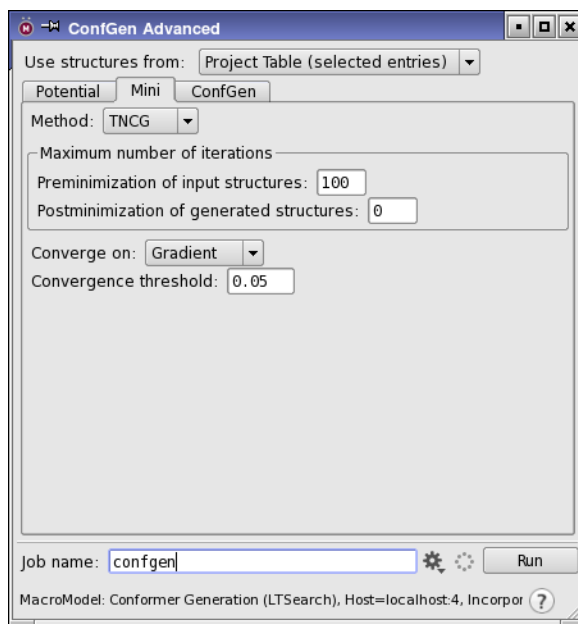 ConfGen Advanced
Use structures from: Project Table (selected entries)
Potential Mini ConfGen
Method: TNCG
Maximum number of iterations
Preminimization of input structures: 100
Postminimization of generated structures: 0
Converge on: Gradient
Convergence threshold: 0.05
Job name: confgen Run
MacroModel: Conformer Generation (LTSearch), Host=localhost:4, Incorpor ?